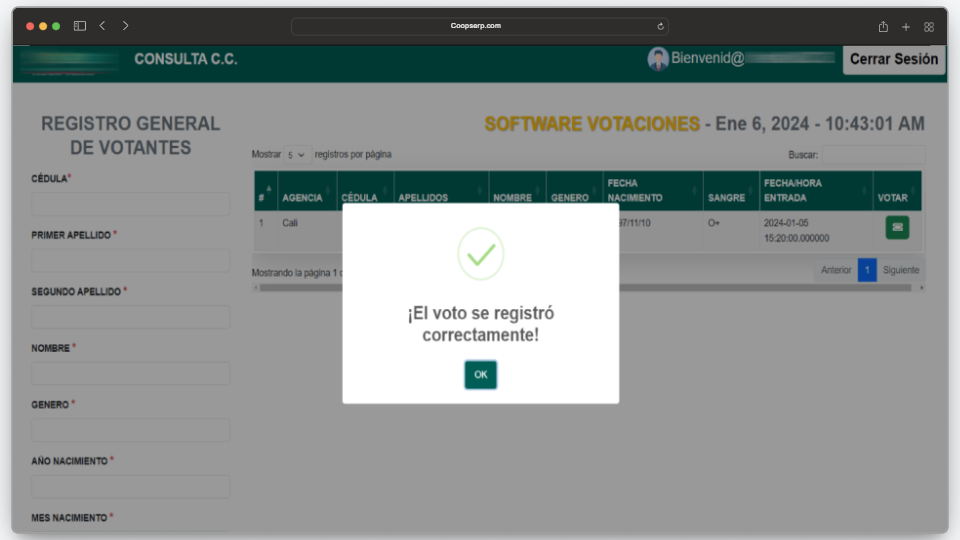 Coopserp.com
CONSULTA C.C.
Bienvenid@
Cerrar Sesión
REGISTRO GENERAL
DE VOTANTES
SOFTWARE VOTACIONES - Ene 6, 2024 - 10:43:01 AM
Mostrar 5 registros por página
Buscar:
CÉDULA*
PRIMER APELLIDO *
SEGUNDO APELLIDO *
NOMBRE *
GENERO *
AÑO NACIMIENTO *
MES NACIMIENTO *
# AGENCIA CÉDULA APELLIDOS NOMBRE GENERO FECHA NACIMIENTO SANGRE FECHA/HORA ENTRADA VOTAR
1 Cali 97/11/10 O+ 2024-01-05
15:20:00.000000
Mostrando la página 1
Anterior 1 Siguiente
¡El voto se registró
correctamente!
OK